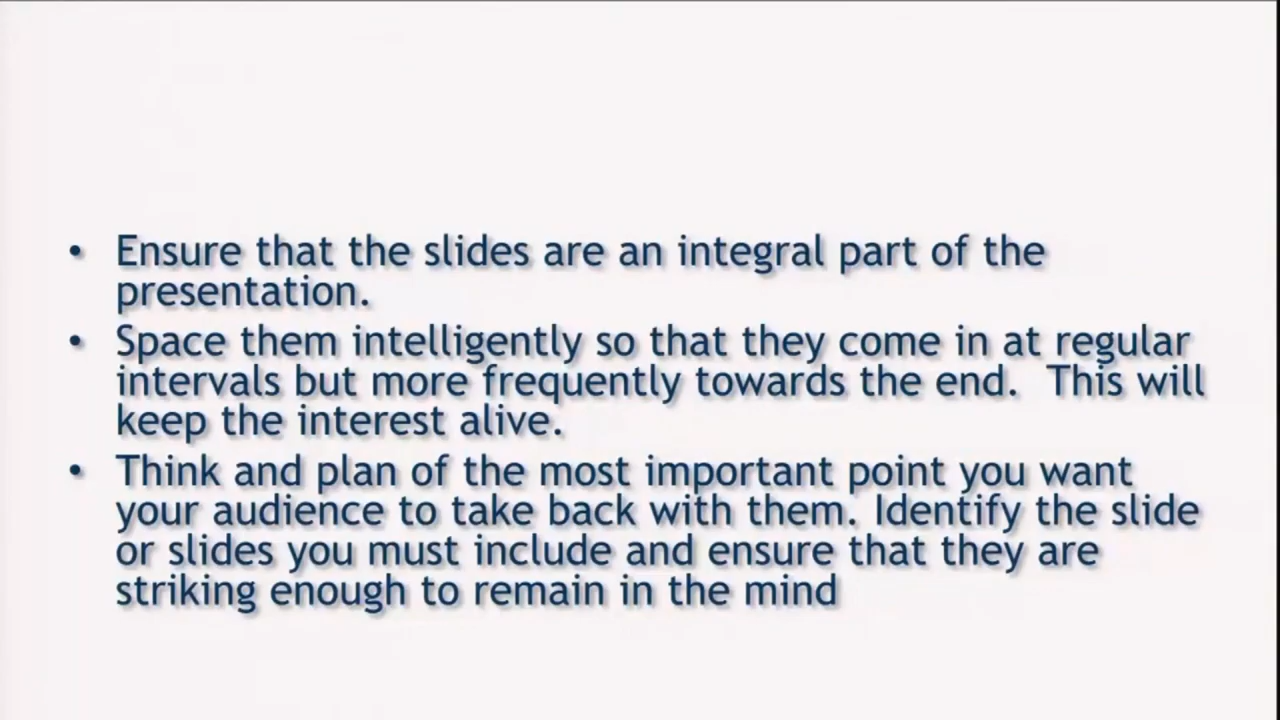 • Ensure that the slides are an integral part of the
presentation.
• Space them intelligently so that they come in at regular
intervals but more frequently towards the end.  This will
keep the interest alive.
• Think and plan of the most important point you want
your audience to take back with them. Identify the slide
or slides you must include and ensure that they are
striking enough to remain in the mind